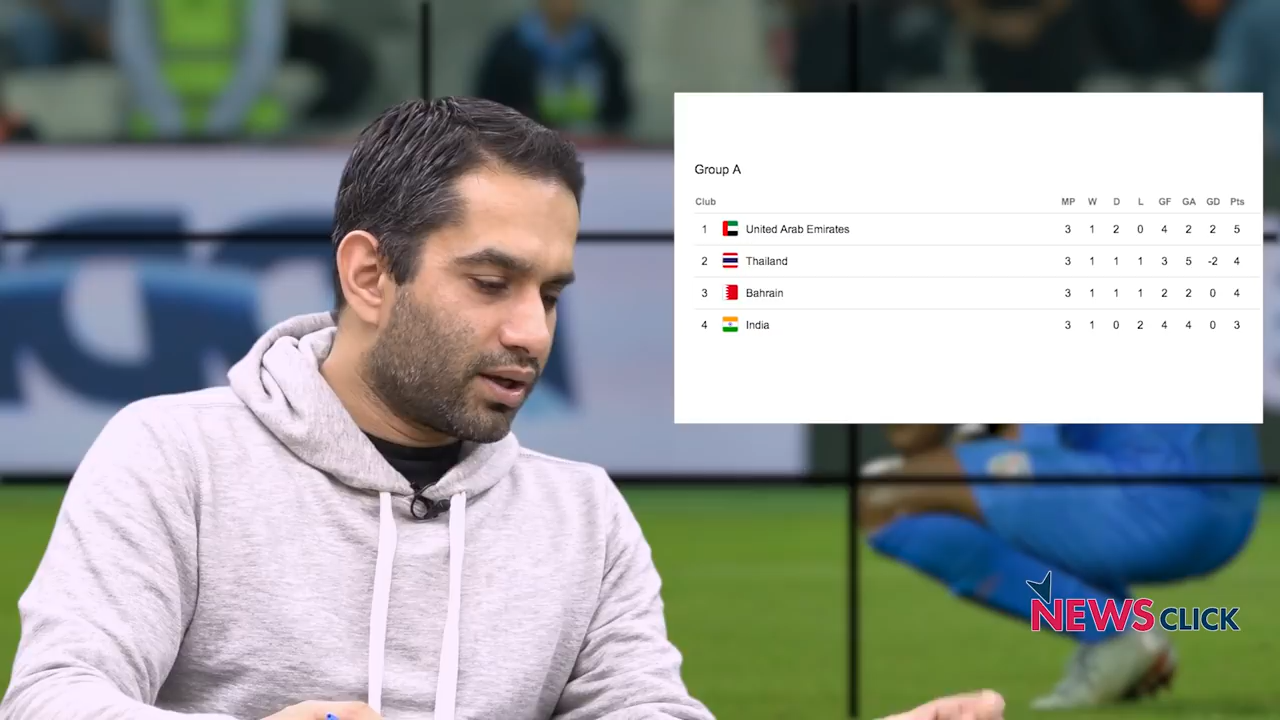 Group A
Club MP W D L GF GA GD Pts
1 United Arab Emirates 3 1 2 0 4 2 2 5
2 Thailand 3 1 1 1 3 5 -2 4
3 Bahrain 3 1 1 1 2 2 0 4
4 India 3 1 0 2 4 4 0 3
NEWSCLICK